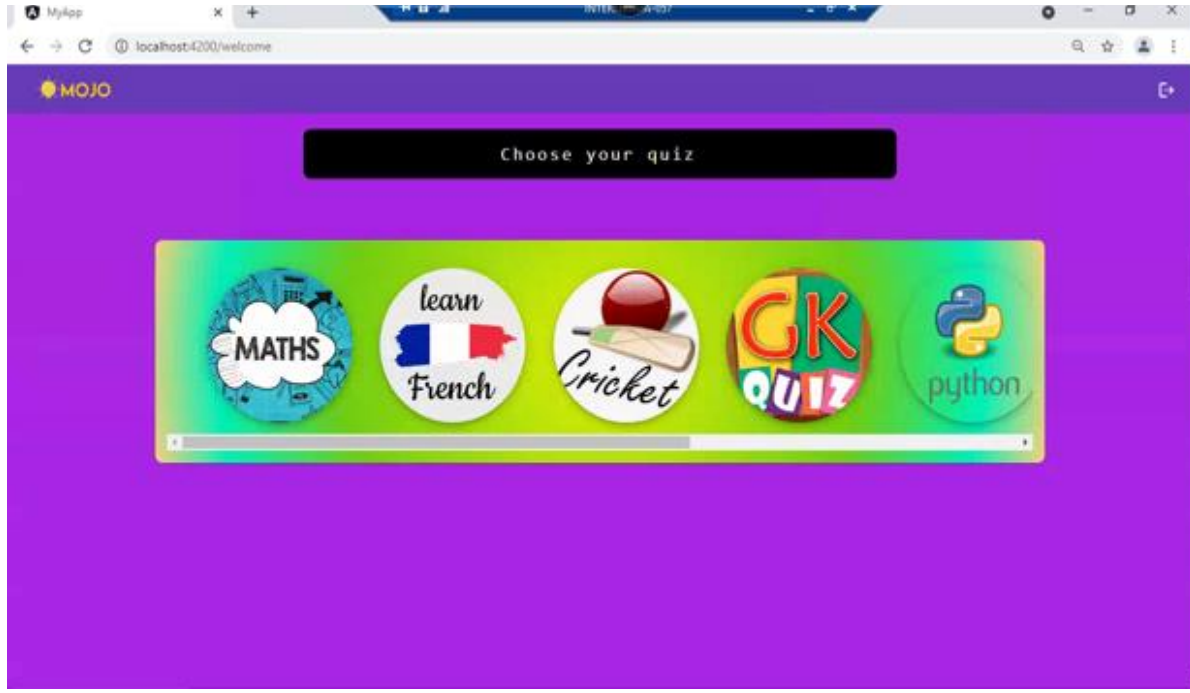 MyApp
localhost:4200/welcome
MOJO
Choose your quiz
MATHS
learn
French
Cricket
GK
QUIZ
python